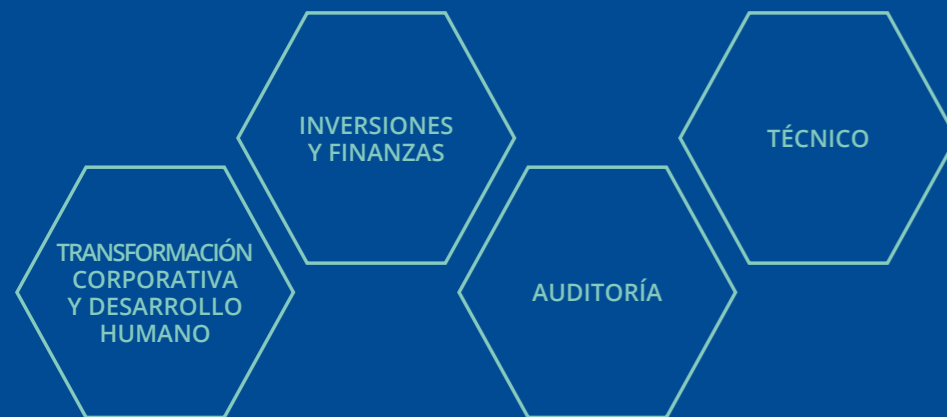 INVERSIONES
Y FINANZAS
TÉCNICO
TRANSFORMACIÓN
CORPORATIVA
Y DESARROLLO
HUMANO
AUDITORÍA